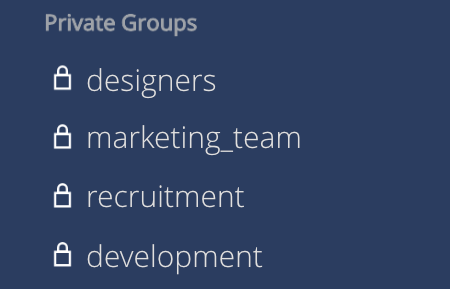 Private Groups
designers
marketing_team
recruitment
development